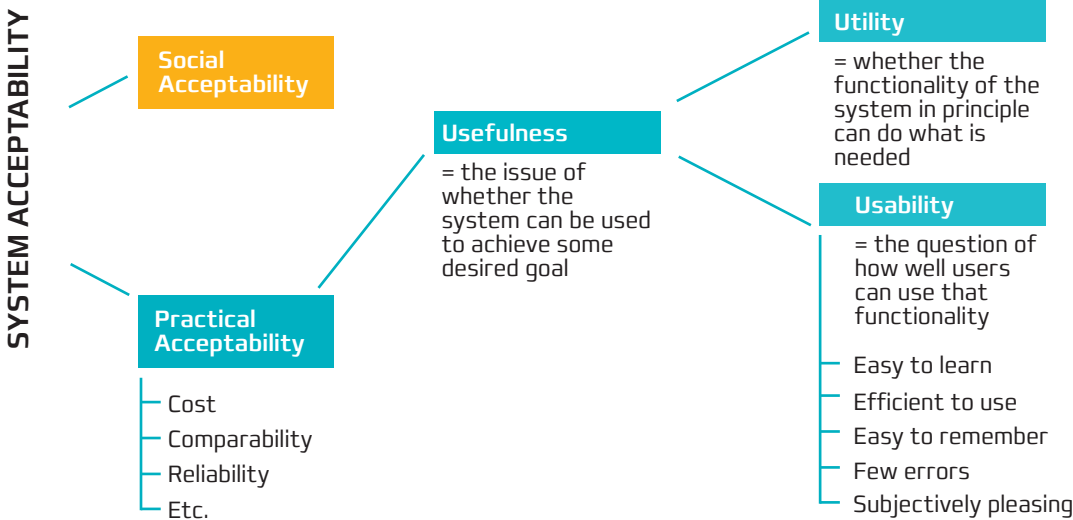 SYSTEM ACCEPTABILITY
Social
Acceptability
Practical
Acceptability
Cost
Comparability
Reliability
Etc.
Usefulness
= the issue of
whether the
system can be used
to achieve some
desired goal
Utility
= whether the
functionality of the
system in principle
can do what is
needed
Usability
= the question of
how well users
can use that
functionality
Easy to learn
Efficient to use
Easy to remember
Few errors
Subjectively pleasing